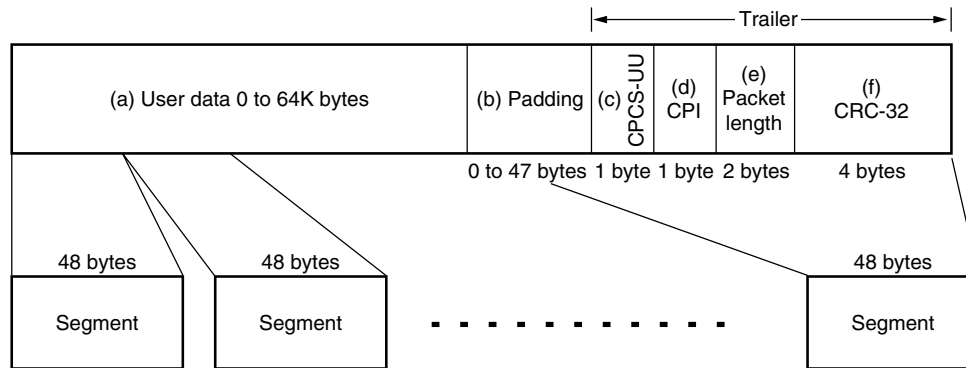 Trailer
(a) User data 0 to 64K bytes
(b) Padding
(c) CPCS-UU
(d)
CPI
(e)
Packet
length
(f)
CRC-32
0 to 47 bytes
1 byte
1 byte
2 bytes
4 bytes
48 bytes
48 bytes
48 bytes
Segment
Segment
Segment